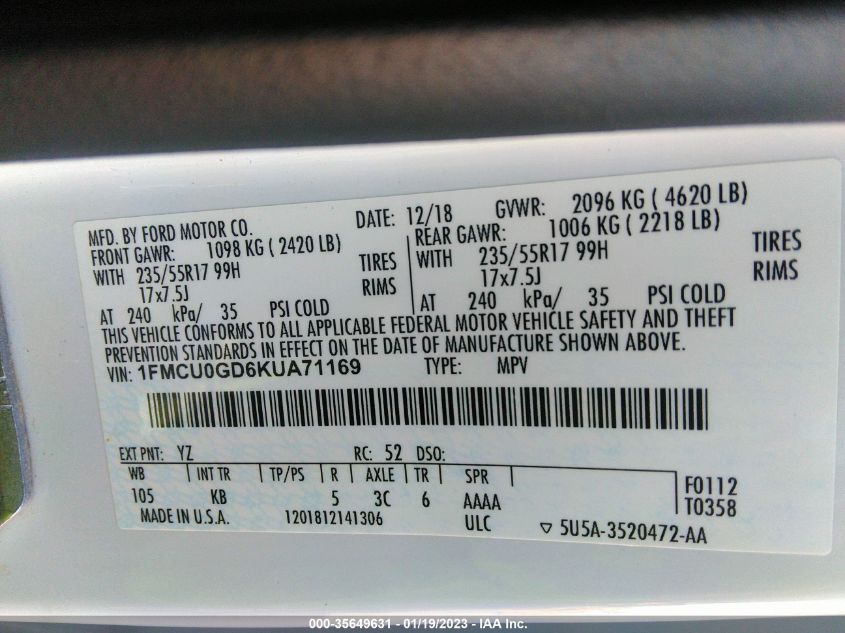 MFD. BY FORD MOTOR CO. DATE: 12/18 GVWR: 2096 KG ( 4620 LB)
FRONT GAWR: 1098 KG ( 2420 LB) REAR GAWR: 1006 KG ( 2218 LB)
WITH 235/55R17 99H TIRES WITH 235/55R17 99H TIRES
17x7.5J RIMS 17x7.5J RIMS
AT 240 kPa/ 35 PSI COLD AT 240 kPa/ 35 PSI COLD
THIS VEHICLE CONFORMS TO ALL APPLICABLE FEDERAL MOTOR VEHICLE SAFETY AND THEFT
PREVENTION STANDARDS IN EFFECT ON THE DATE OF MANUFACTURE SHOWN ABOVE.
VIN: 1FMCU0GD6KUA71169 TYPE: MPV
EXT PNT: YZ RC: 52 DSO:
WB INT TR TP/PS R AXLE TR SPR F0112
105 KB 5 3C 6 AAAA T0358
MADE IN U.S.A. 1201812141306 ULC ▽ 5U5A-3520472-AA
000-35649631 - 01/19/2023 - IAA Inc.